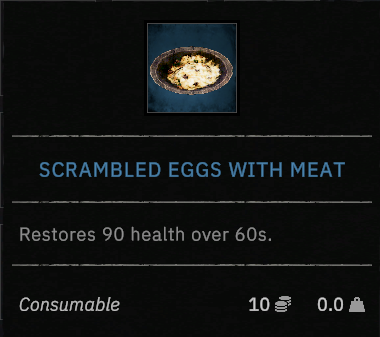 SCRAMBLED EGGS WITH MEAT
Restores 90 health over 60s.
Consumable 10 0.0